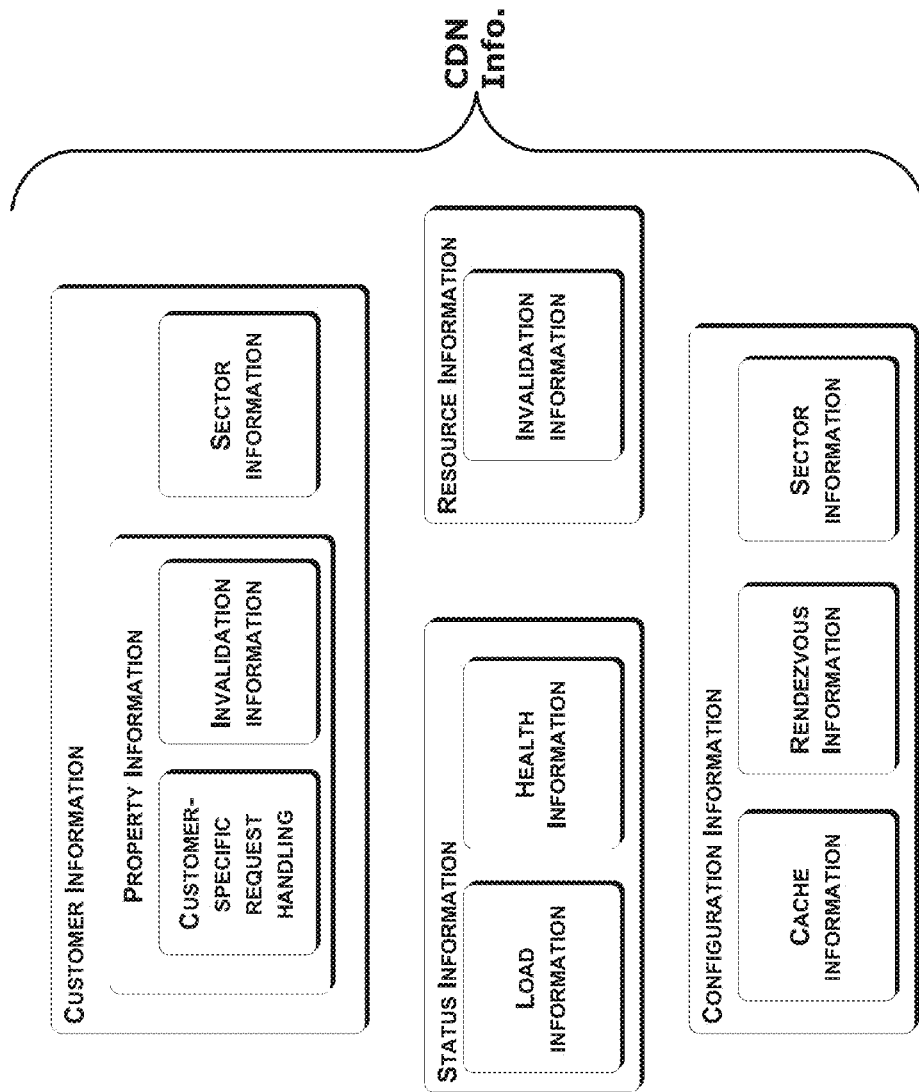 CDN
Info.
CUSTOMER INFORMATION
PROPERTY INFORMATION
CUSTOMER-
SPECIFIC
REQUEST
HANDLING
INVALIDATION
INFORMATION
SECTOR
INFORMATION
STATUS INFORMATION
LOAD
INFORMATION
HEALTH
INFORMATION
RESOURCE INFORMATION
INVALIDATION
INFORMATION
CONFIGURATION INFORMATION
CACHE
INFORMATION
RENDEZVOUS
INFORMATION
SECTOR
INFORMATION